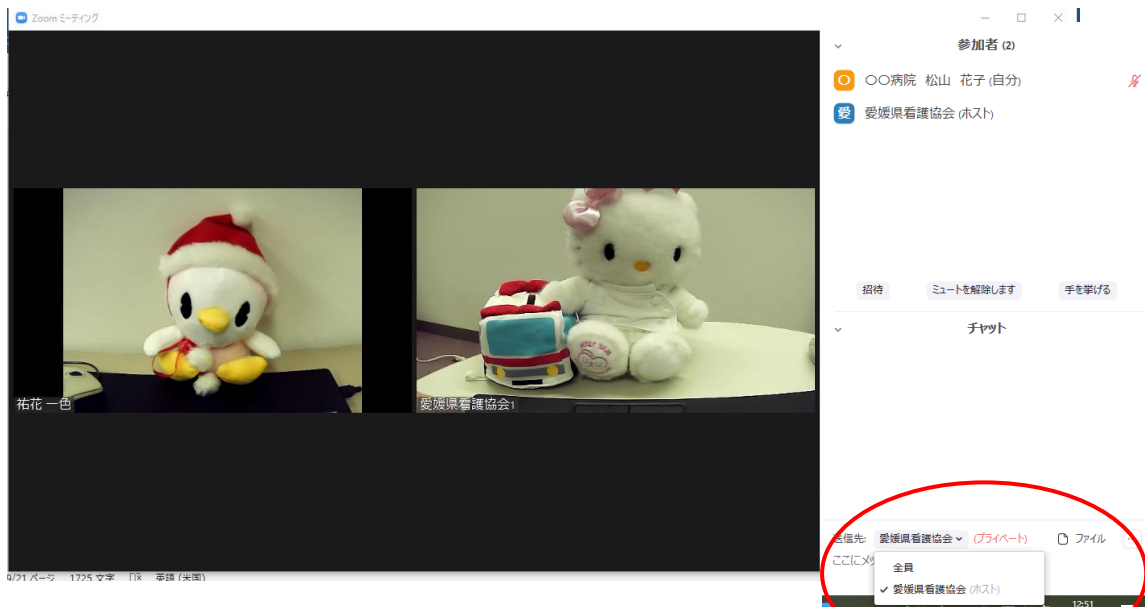 Zoom ミーティング
参加者 (2)
〇〇病院 松山 花子 (自分)
愛 愛媛県看護協会 (ホスト)
招待 ミュートを解除します 手を挙げる
チャット
祐花 一色
愛媛県看護協会1
送信先: 愛媛県看護協会 (プライベート) ファイル
ここにメッ
全員
✓ 愛媛県看護協会 (ホスト)
9/21 ページ 1725 文字 英語 (米国)
12:51